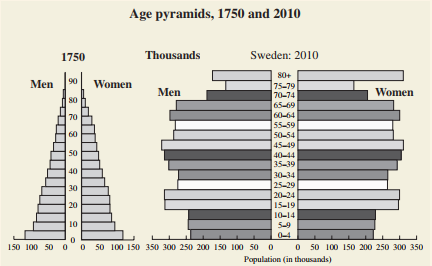 Age pyramids, 1750 and 2010
1750
Thousands
Sweden: 2010
Men
Women
90
80
70
60
50
40
30
20
10
0
150 100 50 0 0 50 100 150
Men
Women
80+
75–79
70–74
65–69
60–64
55–59
50–54
45–49
40–44
35–39
30–34
25–29
20–24
15–19
10–14
5–9
0–4
350 300 250 200 150 100 50 0 0 50 100 150 200 250 300 350
Population (in thousands)